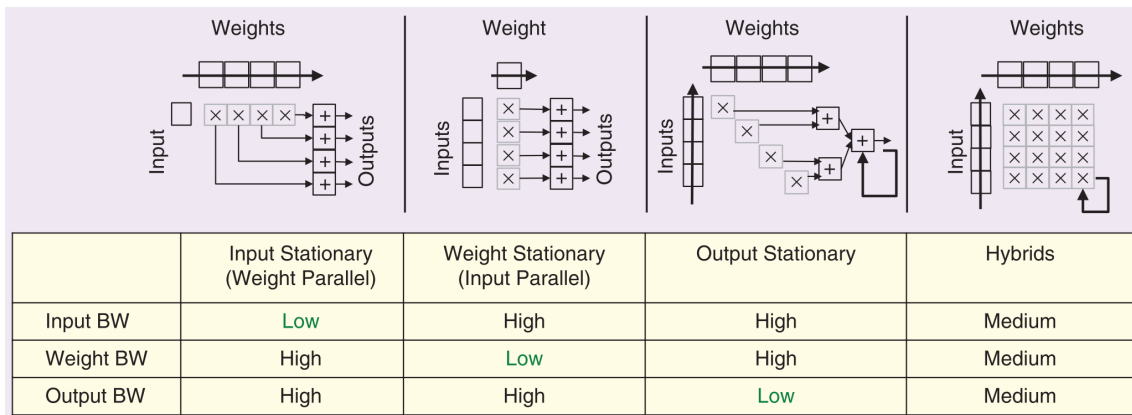 Weights
Weight
Weights
Weights
Input
× × × ×
+
+
+
+
Outputs
Inputs
×
×
×
×
+
+
+
+
Outputs
Inputs
×
×
×
×
+
+
+
Input
× × × ×
× × × ×
× × × ×
× × × ×
Input Stationary
(Weight Parallel)
Weight Stationary
(Input Parallel)
Output Stationary
Hybrids
Input BW Low High High Medium
Weight BW High Low High Medium
Output BW High High Low Medium